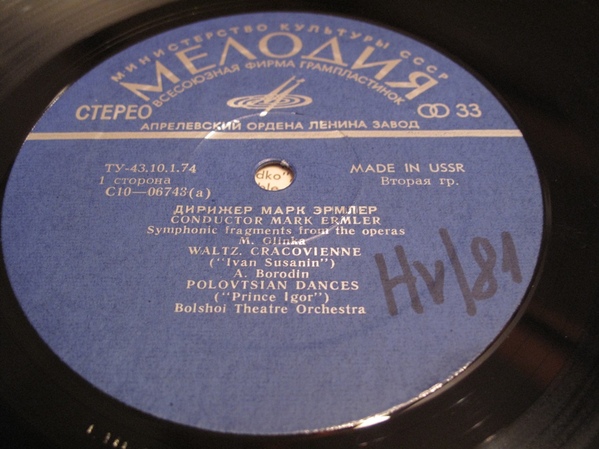 МИНИСТЕРСТВО КУЛЬТУРЫ СССР
МЕЛОДИЯ
ВСЕСОЮЗНАЯ ФИРМА ГРАМПЛАСТИНОК
СТЕРЕО 33
АПРЕЛЕВСКИЙ ОРДЕНА ЛЕНИНА ЗАВОД
ТУ-43.10.1.74 MADE IN USSR
1 сторона Вторая гр.
С10—06743(а)
dko"
ДИРИЖЕР МАРК ЭРМЛЕР
CONDUCTOR MARK ERMLER
Symphonic fragments from the operas
M. Glinka
WALTZ, CRACOVIENNE
("Ivan Susanin")
A. Borodin
POLOVTSIAN DANCES
("Prince Igor")
Bolshoi Theatre Orchestra
HV/81